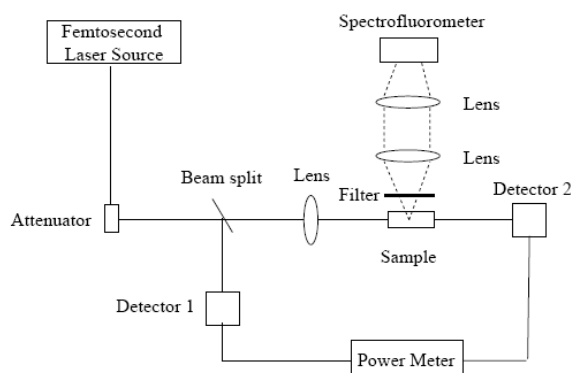 Femtosecond
Laser Source
Spectrofluorometer
Lens
Lens
Beam split
Lens
Filter
Detector 2
Attenuator
Sample
Detector 1
Power Meter